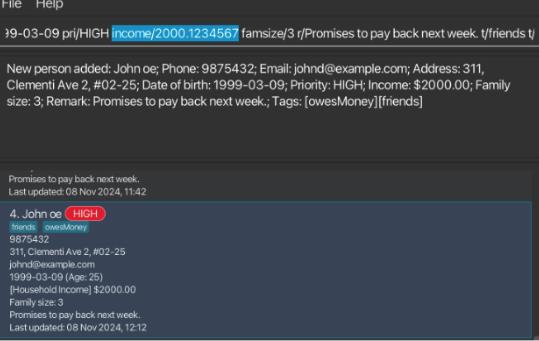 File Help
99-03-09 pri/HIGH income/2000.1234567 famsize/3 r/Promises to pay back next week. t/friends t/
New person added: John oe; Phone: 9875432; Email: johnd@example.com; Address: 311,
Clementi Ave 2, #02-25; Date of birth: 1999-03-09; Priority: HIGH; Income: $2000.00; Family
size: 3; Remark: Promises to pay back next week.; Tags: [owesMoney][friends]
Promises to pay back next week.
Last updated: 08 Nov 2024, 11:42
4. John oe HIGH
friends owesMoney
9875432
311, Clementi Ave 2, #02-25
johnd@example.com
1999-03-09 (Age: 25)
[Household Income] $2000.00
Family size: 3
Promises to pay back next week.
Last updated: 08 Nov 2024, 12:12